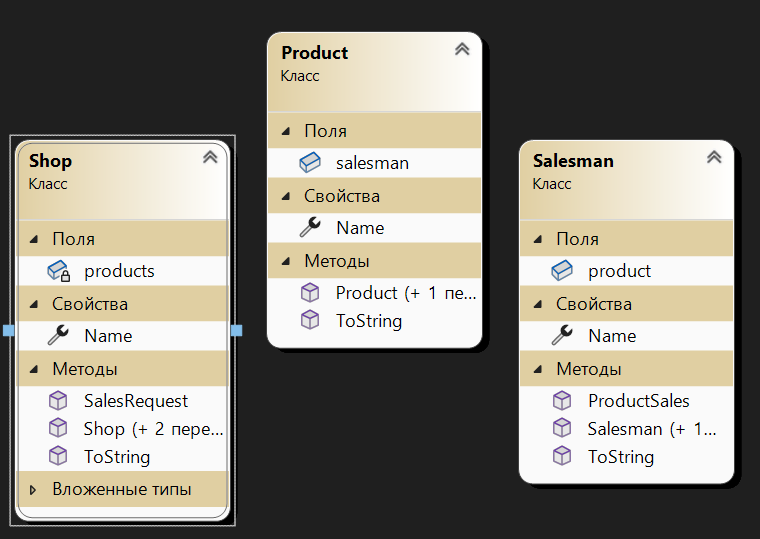 Shop
Класс
Поля
products
Свойства
Name
Методы
SalesRequest
Shop (+ 2 пере...
ToString
Вложенные типы
Product
Класс
Поля
salesman
Свойства
Name
Методы
Product (+ 1 пе...
ToString
Salesman
Класс
Поля
product
Свойства
Name
Методы
ProductSales
Salesman (+ 1...
ToString